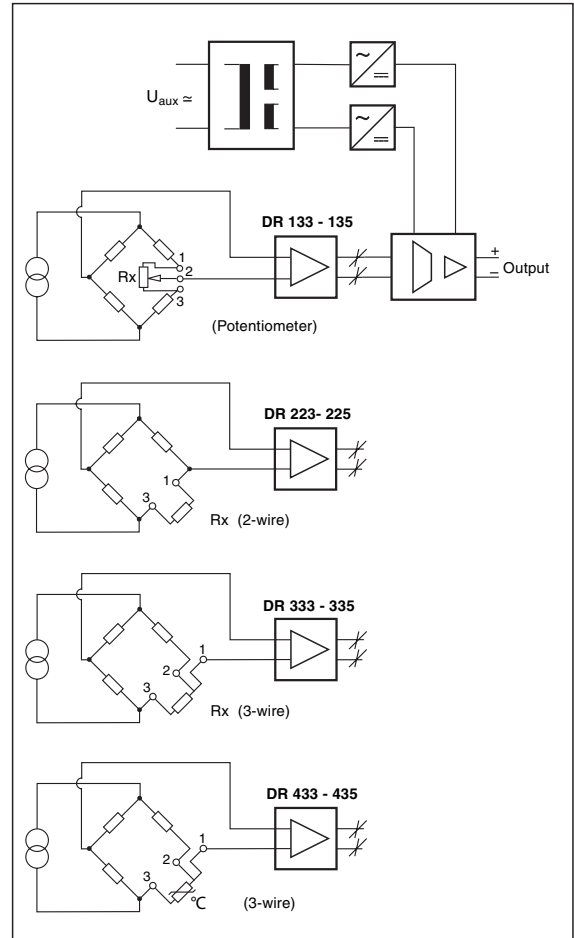 Uaux ≃
~
~
DR 133 - 135
1
Rx
2
3
+
– Output
(Potentiometer)
DR 223- 225
1
3
Rx (2-wire)
DR 333 - 335
1
2
3
Rx (3-wire)
DR 433 - 435
1
2
3
°C
(3-wire)